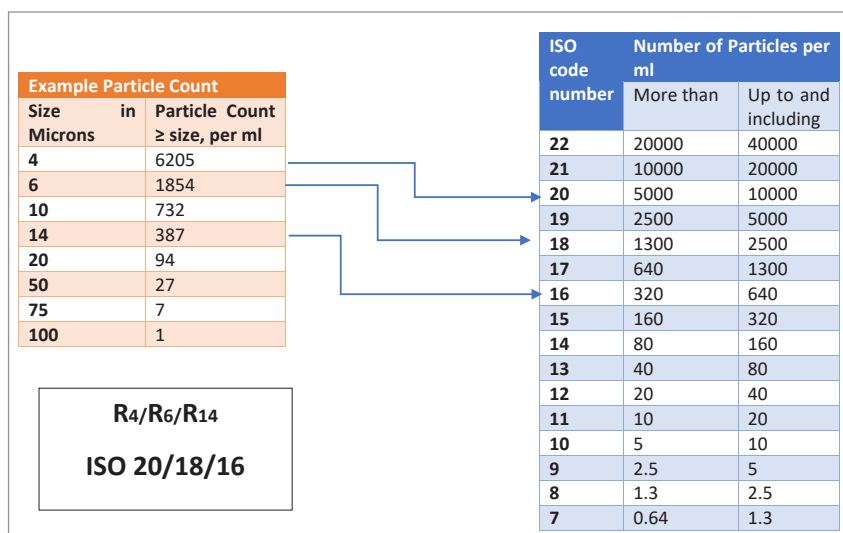 Example Particle Count
Size in Microns Particle Count ≥ size, per ml
4 6205
6 1854
10 732
14 387
20 94
50 27
75 7
100 1
R4/R6/R14
ISO 20/18/16
ISO code number Number of Particles per ml
More than Up to and including
22 20000 40000
21 10000 20000
20 5000 10000
19 2500 5000
18 1300 2500
17 640 1300
16 320 640
15 160 320
14 80 160
13 40 80
12 20 40
11 10 20
10 5 10
9 2.5 5
8 1.3 2.5
7 0.64 1.3